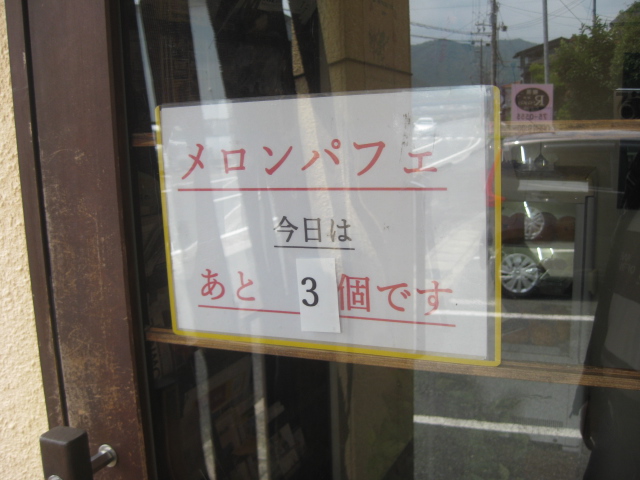 メロンパフェ
今日は
あと 3 個です